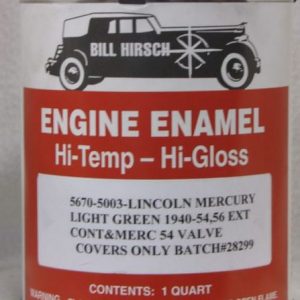 BILL HIRSCH
ENGINE ENAMEL
Hi-Temp – Hi-Gloss
5670-5003-LINCOLN MERCURY
LIGHT GREEN 1940-54,56 EXT
CONT&MERC 54 VALVE
COVERS ONLY BATCH#28299
CONTENTS: 1 QUART
FLAME